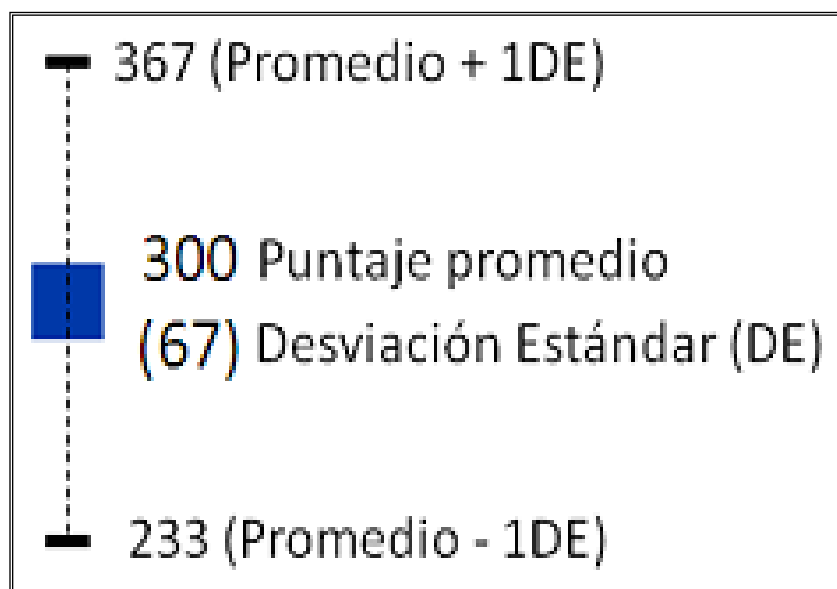 367 (Promedio + 1DE)
300 Puntaje promedio
(67) Desviación Estándar (DE)
233 (Promedio - 1DE)